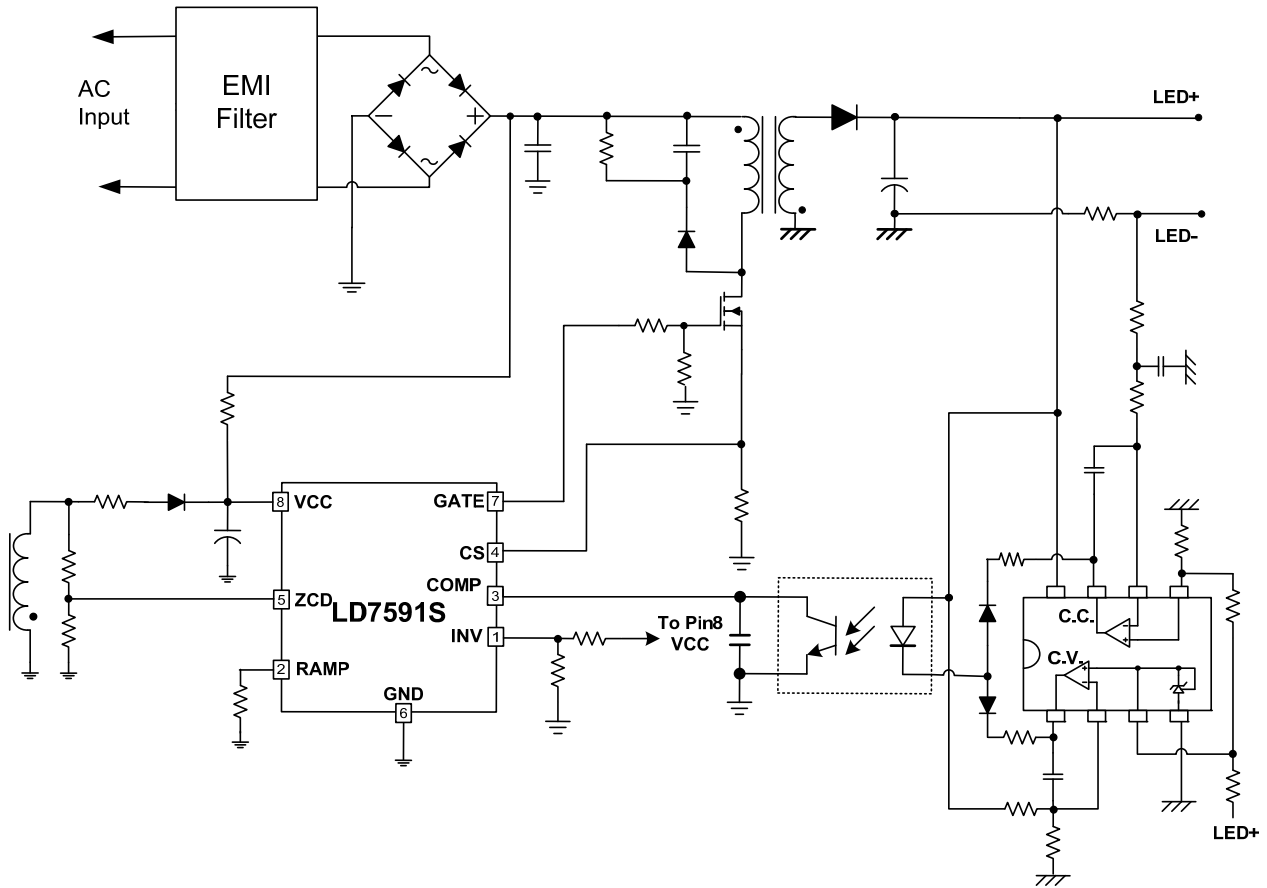 AC
Input
EMI
Filter
LED+
LED-
8 VCC
GATE 7
CS 4
COMP 3
5 ZCD
LD7591S
INV 1
2 RAMP
GND
6
To Pin8
VCC
C.C.
C.V.
LED+